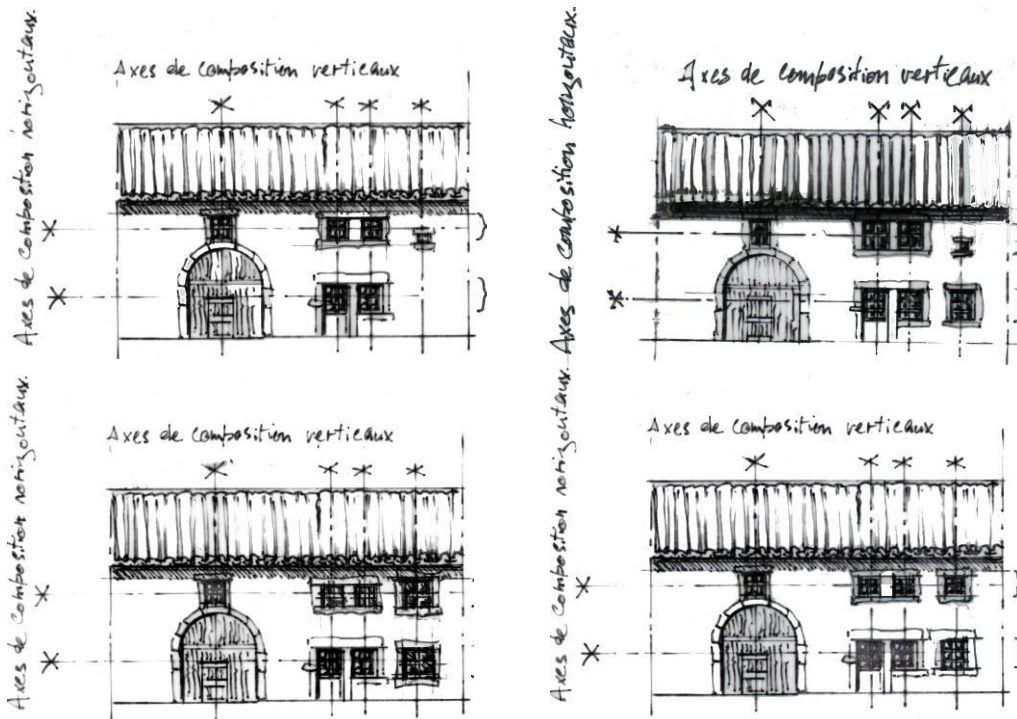 Axes de composition verticaux
Axes de composition horizontaux.
Axes de composition verticaux
Axes de composition horizontaux.
Axes de composition verticaux
Axes de composition horizontaux.
Axes de composition verticaux
Axes de composition horizontaux.